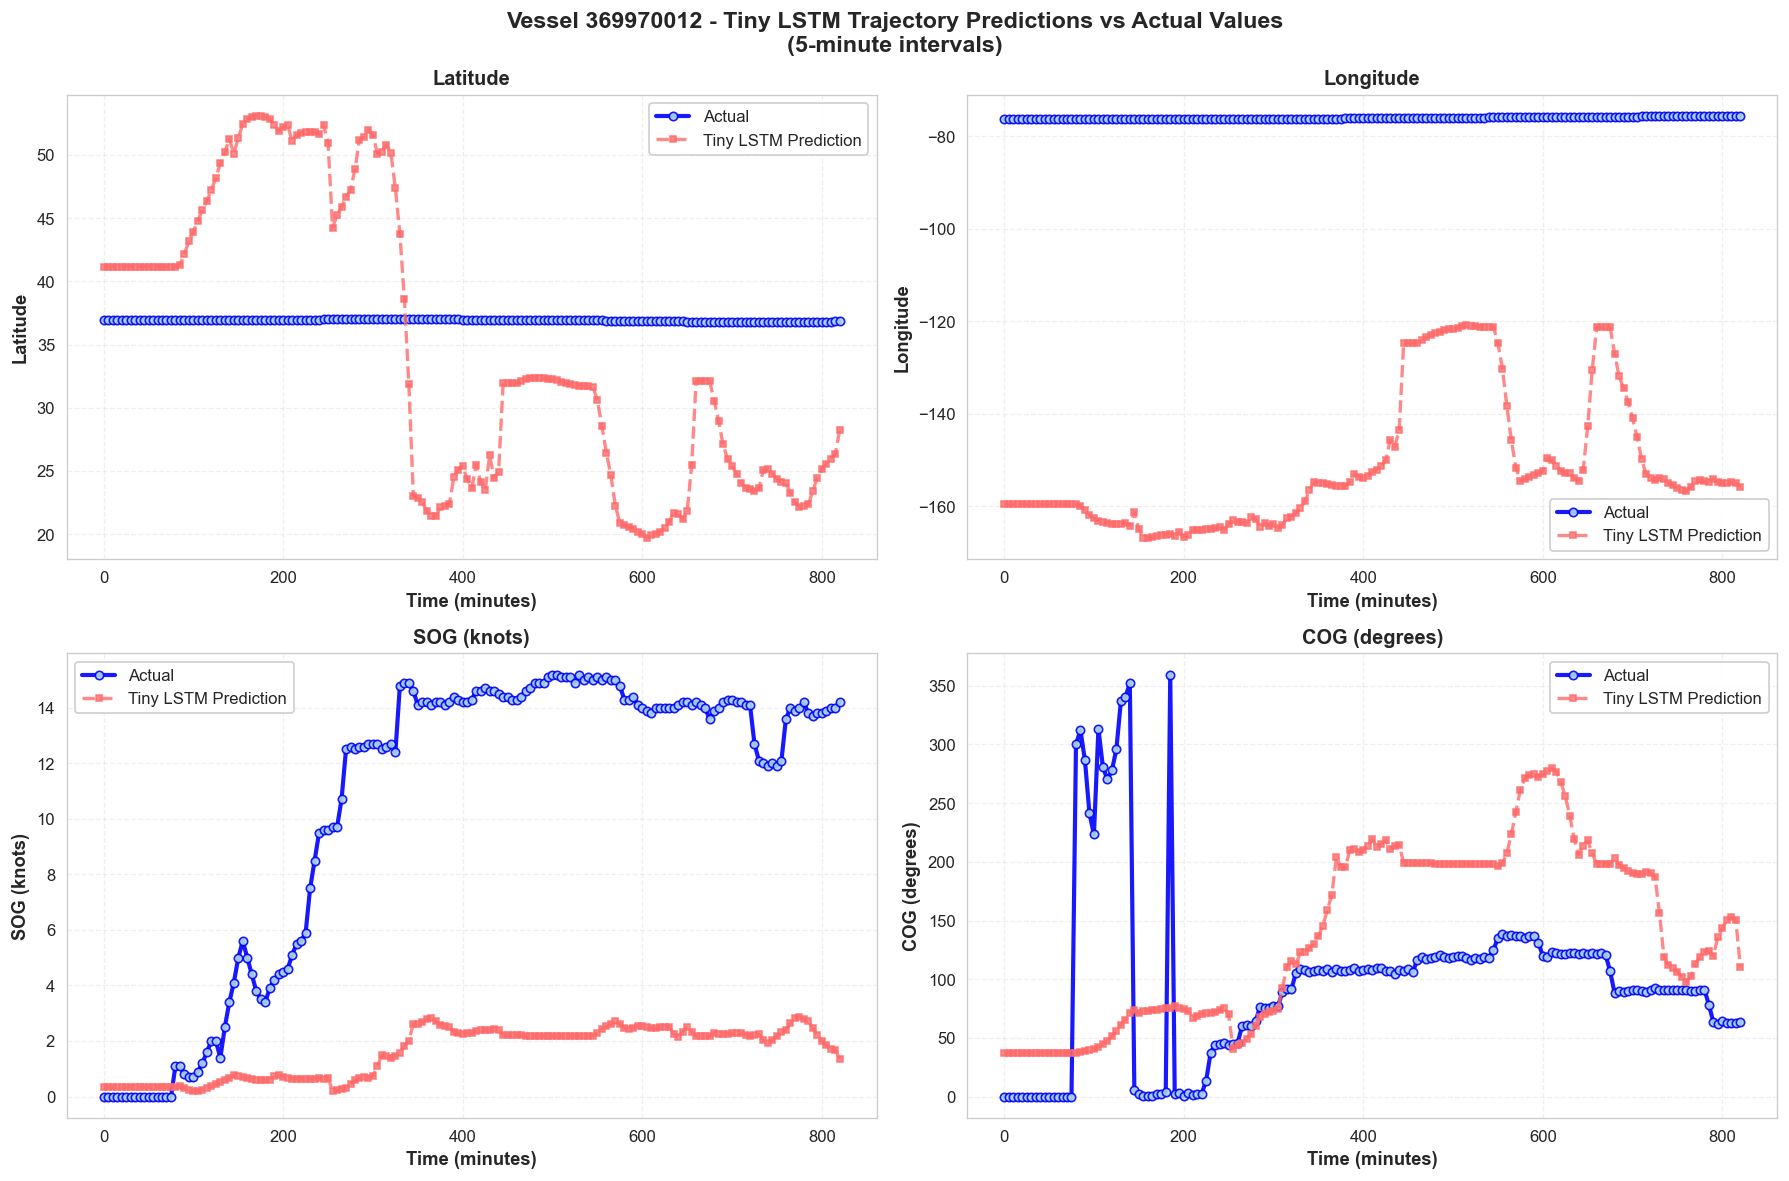 Vessel 369970012 - Tiny LSTM Trajectory Predictions vs Actual Values
(5-minute intervals)
Latitude
Actual
Tiny LSTM Prediction
50
45
40
35
30
25
20
Latitude
0 200 400 600 800
Time (minutes)
Longitude
−80
−100
−120
−140
−160
Longitude
Actual
Tiny LSTM Prediction
0 200 400 600 800
Time (minutes)
SOG (knots)
Actual
Tiny LSTM Prediction
14
12
10
8
6
4
2
0
SOG (knots)
0 200 400 600 800
Time (minutes)
COG (degrees)
Actual
Tiny LSTM Prediction
350
300
250
200
150
100
50
0
COG (degrees)
0 200 400 600 800
Time (minutes)